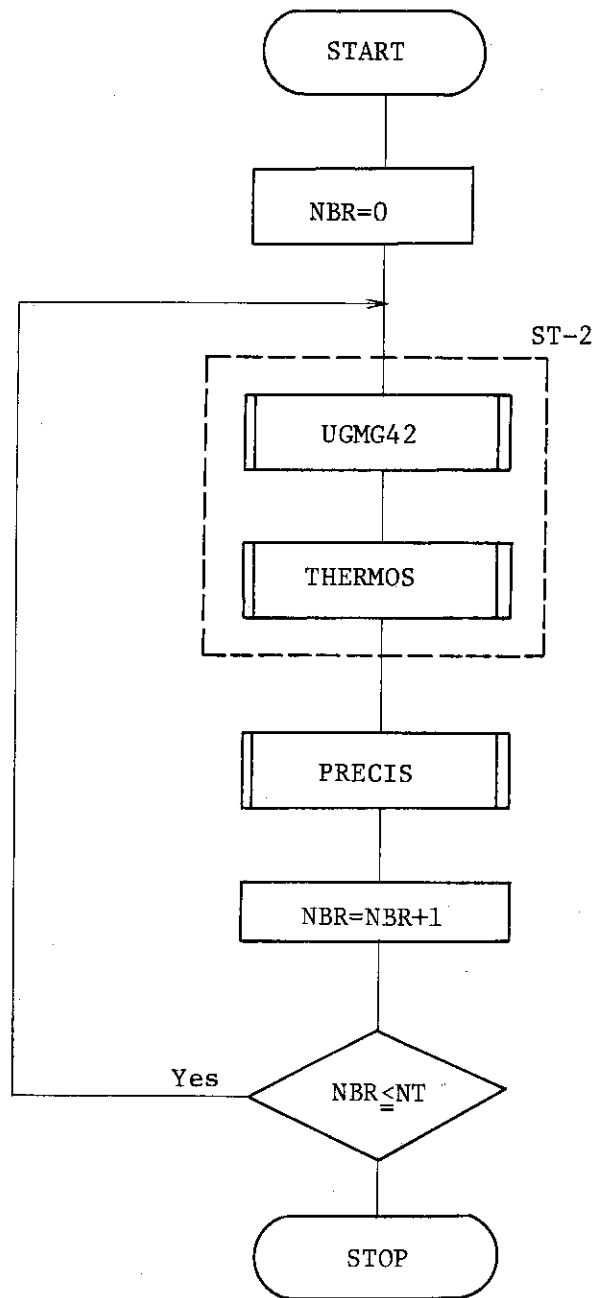 START
NBR=0
ST-2
UGMG42
THERMOS
PRECIS
NBR=NBR+1
Yes
NBR≦NT
STOP